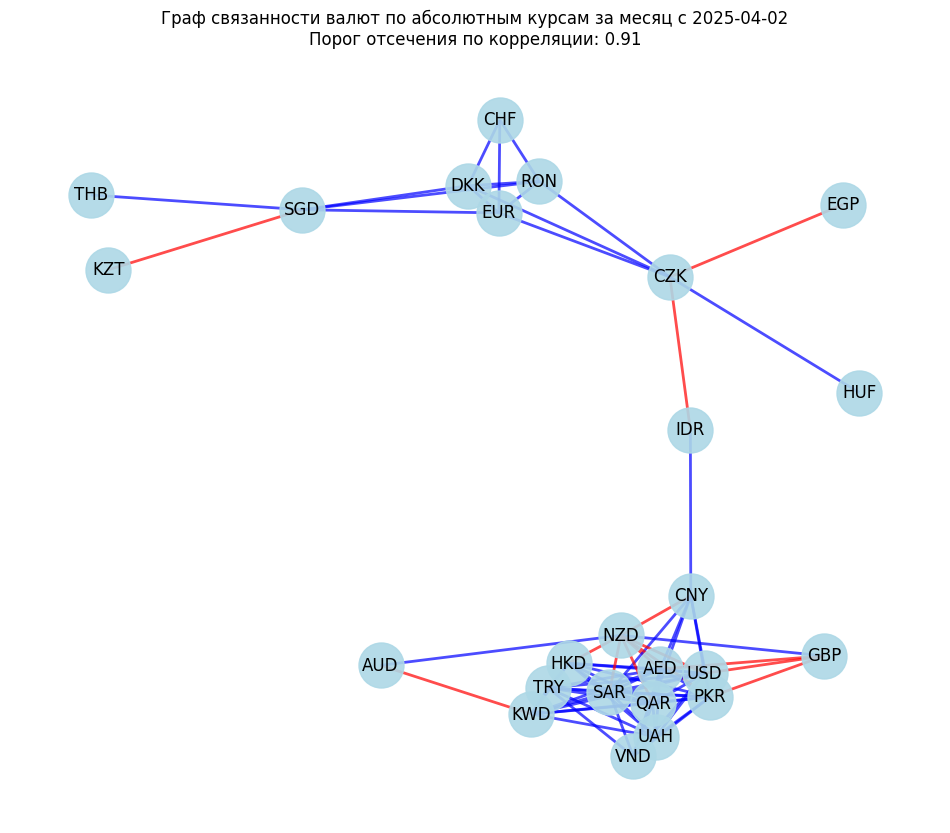 Граф связанности валют по абсолютным курсам за месяц с 2025-04-02
Порог отсечения по корреляции: 0.91
CHF
DKK
RON
THB
SGD
EUR
EGP
KZT
CZK
HUF
IDR
CNY
NZD
AUD
HKD
AED
USD
GBP
TRY
SAR
QAR
PKR
KWD
UAH
VND